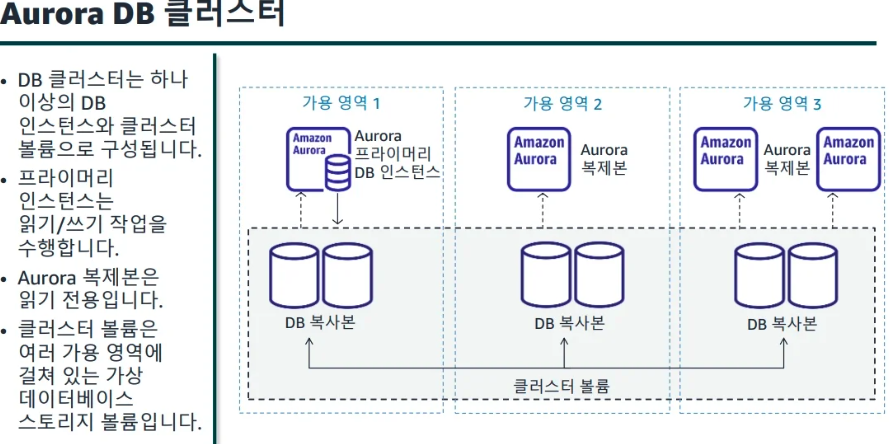 Aurora DB 클러스터
• DB 클러스터는 하나
이상의 DB
인스턴스와 클러스터
볼륨으로 구성됩니다.
• 프라이머리
인스턴스는
읽기/쓰기 작업을
수행합니다.
• Aurora 복제본은
읽기 전용입니다.
• 클러스터 볼륨은
여러 가용 영역에
걸쳐 있는 가상
데이터베이스
스토리지 볼륨입니다.
가용 영역 1
Amazon
Aurora
Aurora
프라이머리
DB 인스턴스
DB 복사본
가용 영역 2
Amazon
Aurora
Aurora
복제본
DB 복사본
가용 영역 3
Amazon
Aurora
Aurora
복제본
Amazon
Aurora
DB 복사본
클러스터 볼륨